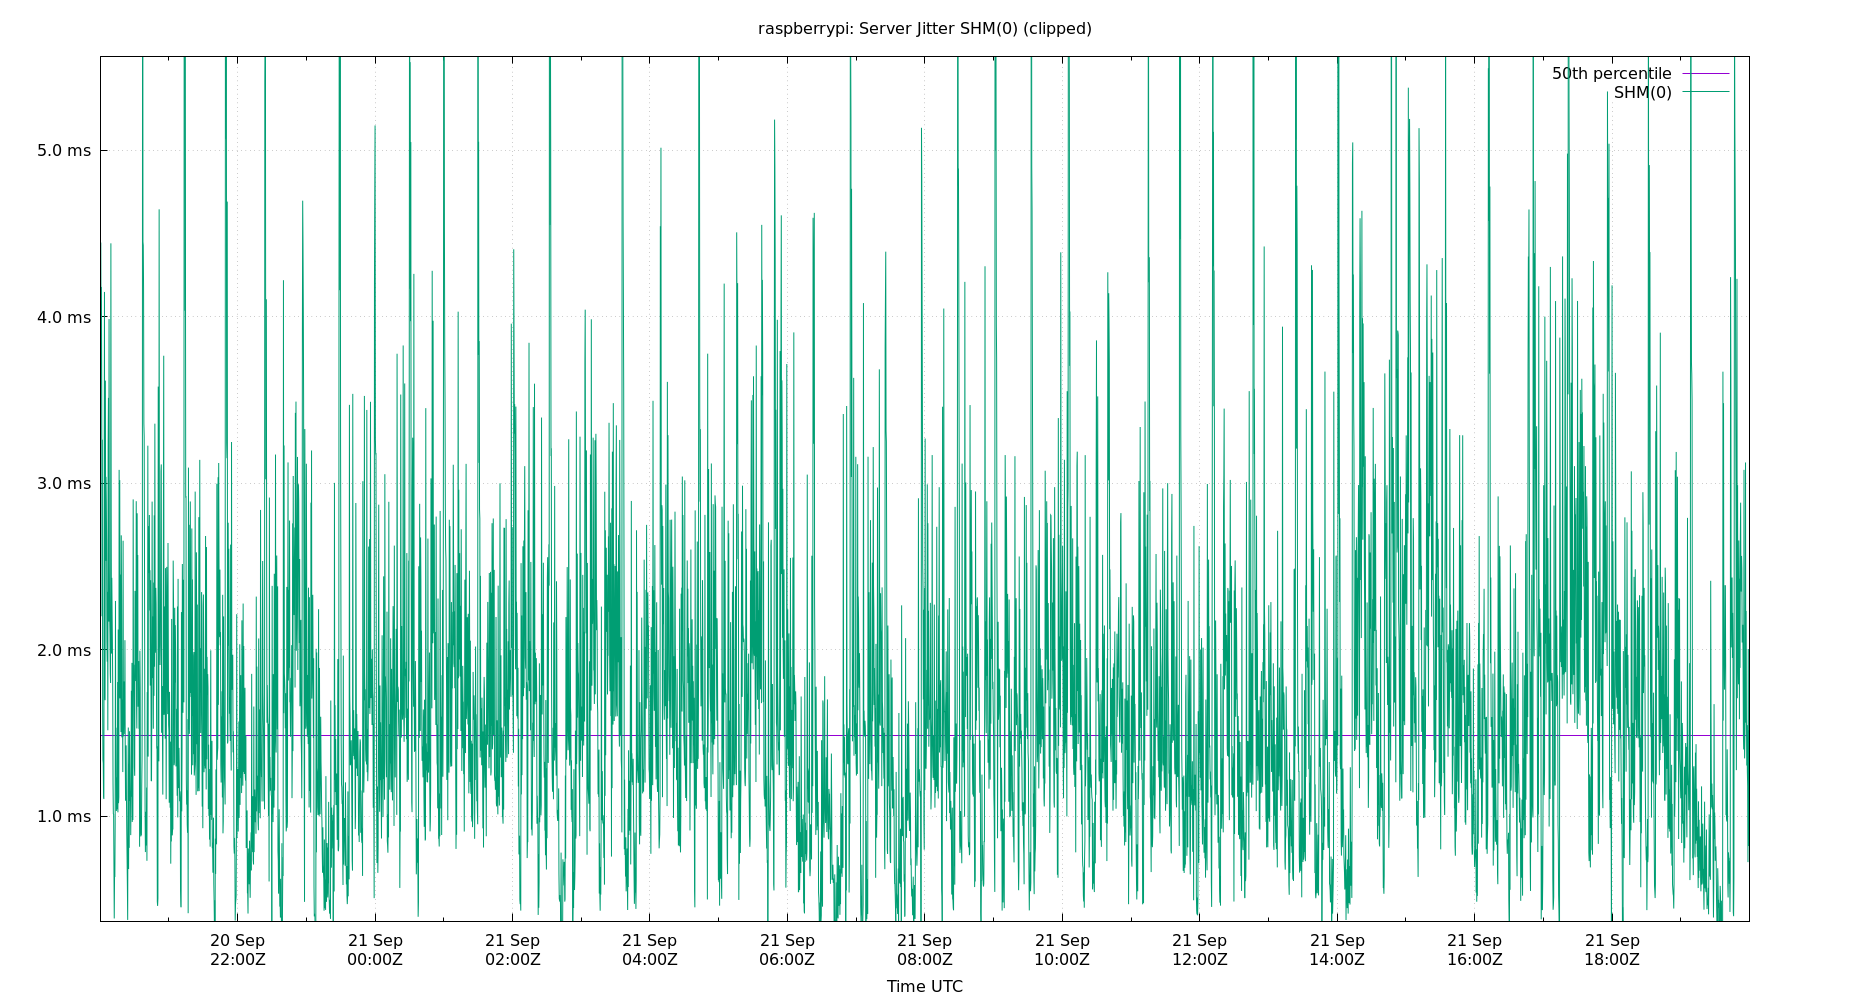 raspberrypi: Server Jitter SHM(0) (clipped)
50th percentile
SHM(0)
5.0 ms
4.0 ms
3.0 ms
2.0 ms
1.0 ms
20 Sep 21 Sep 21 Sep 21 Sep 21 Sep 21 Sep 21 Sep 21 Sep 21 Sep 21 Sep 21 Sep
22:00Z 00:00Z 02:00Z 04:00Z 06:00Z 08:00Z 10:00Z 12:00Z 14:00Z 16:00Z 18:00Z
Time UTC